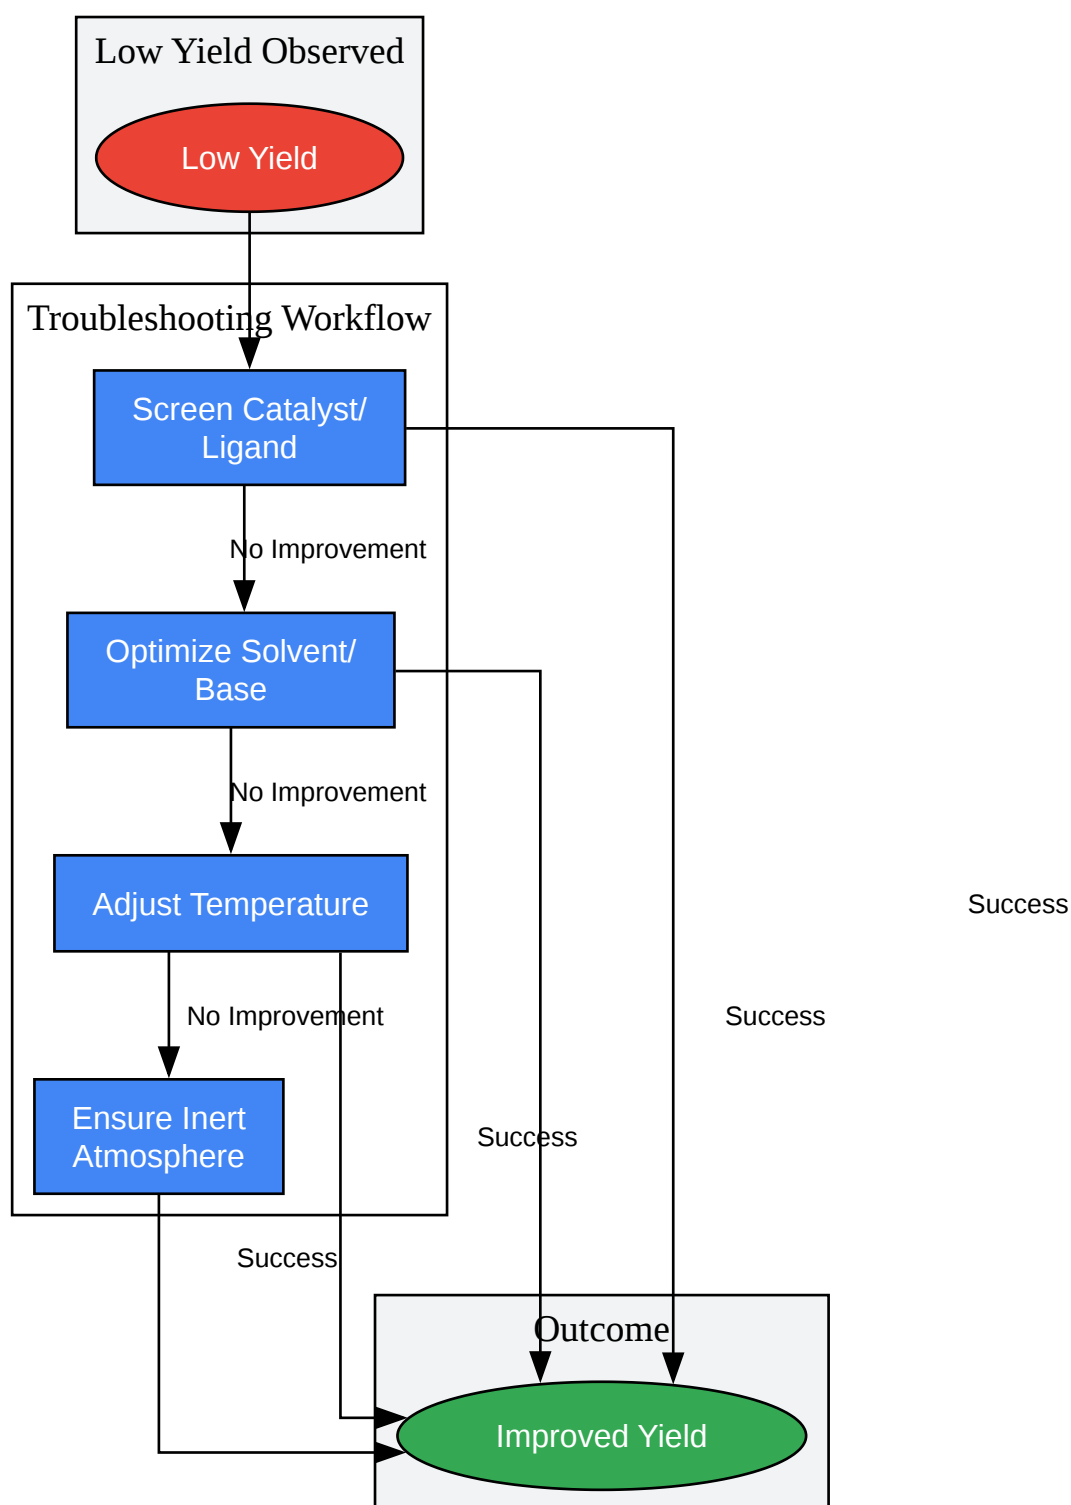 Low Yield Observed
Low Yield
Troubleshooting Workflow
Screen Catalyst/
Ligand
No Improvement
Optimize Solvent/
Base
No Improvement
Adjust Temperature
Success
No Improvement
Success
Ensure Inert
Atmosphere
Success
Success
Outcome
Improved Yield